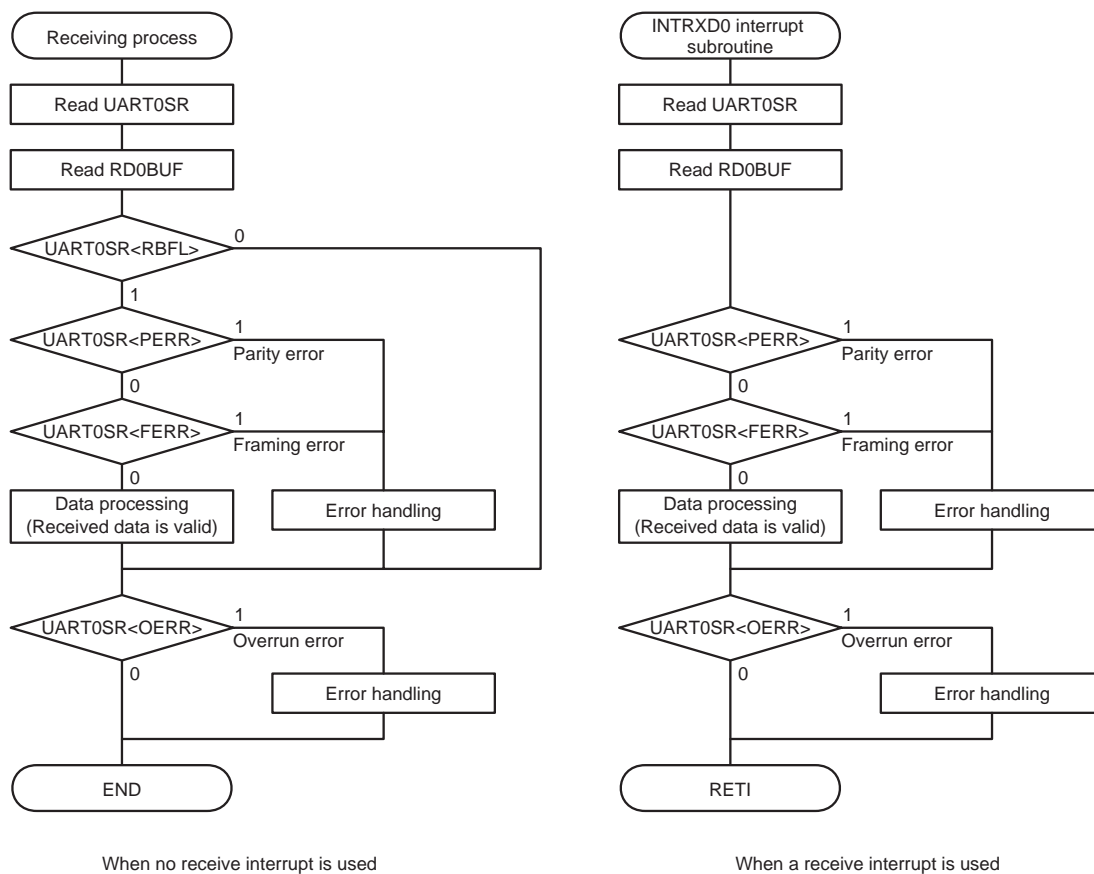 Receiving process
Read UART0SR
Read RD0BUF
UART0SR<RBFL>
0
1
UART0SR<PERR>
1
Parity error
0
UART0SR<FERR>
1
Framing error
0
Data processing
(Received data is valid)
Error handling
UART0SR<OERR>
1
Overrun error
0
Error handling
END
When no receive interrupt is used
INTRXD0 interrupt
subroutine
Read UART0SR
Read RD0BUF
UART0SR<PERR>
1
Parity error
0
UART0SR<FERR>
1
Framing error
0
Data processing
(Received data is valid)
Error handling
UART0SR<OERR>
1
Overrun error
0
Error handling
RETI
When a receive interrupt is used